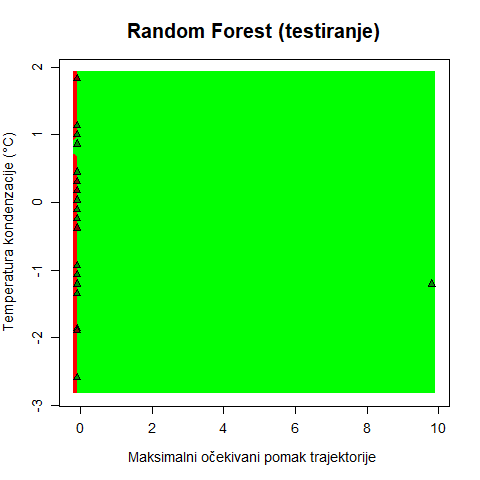 Random Forest (testiranje)
Temperatura kondenzacije (°C)
2
1
0
-1
-2
-3
0 2 4 6 8 10
Maksimalni očekivani pomak trajektorije